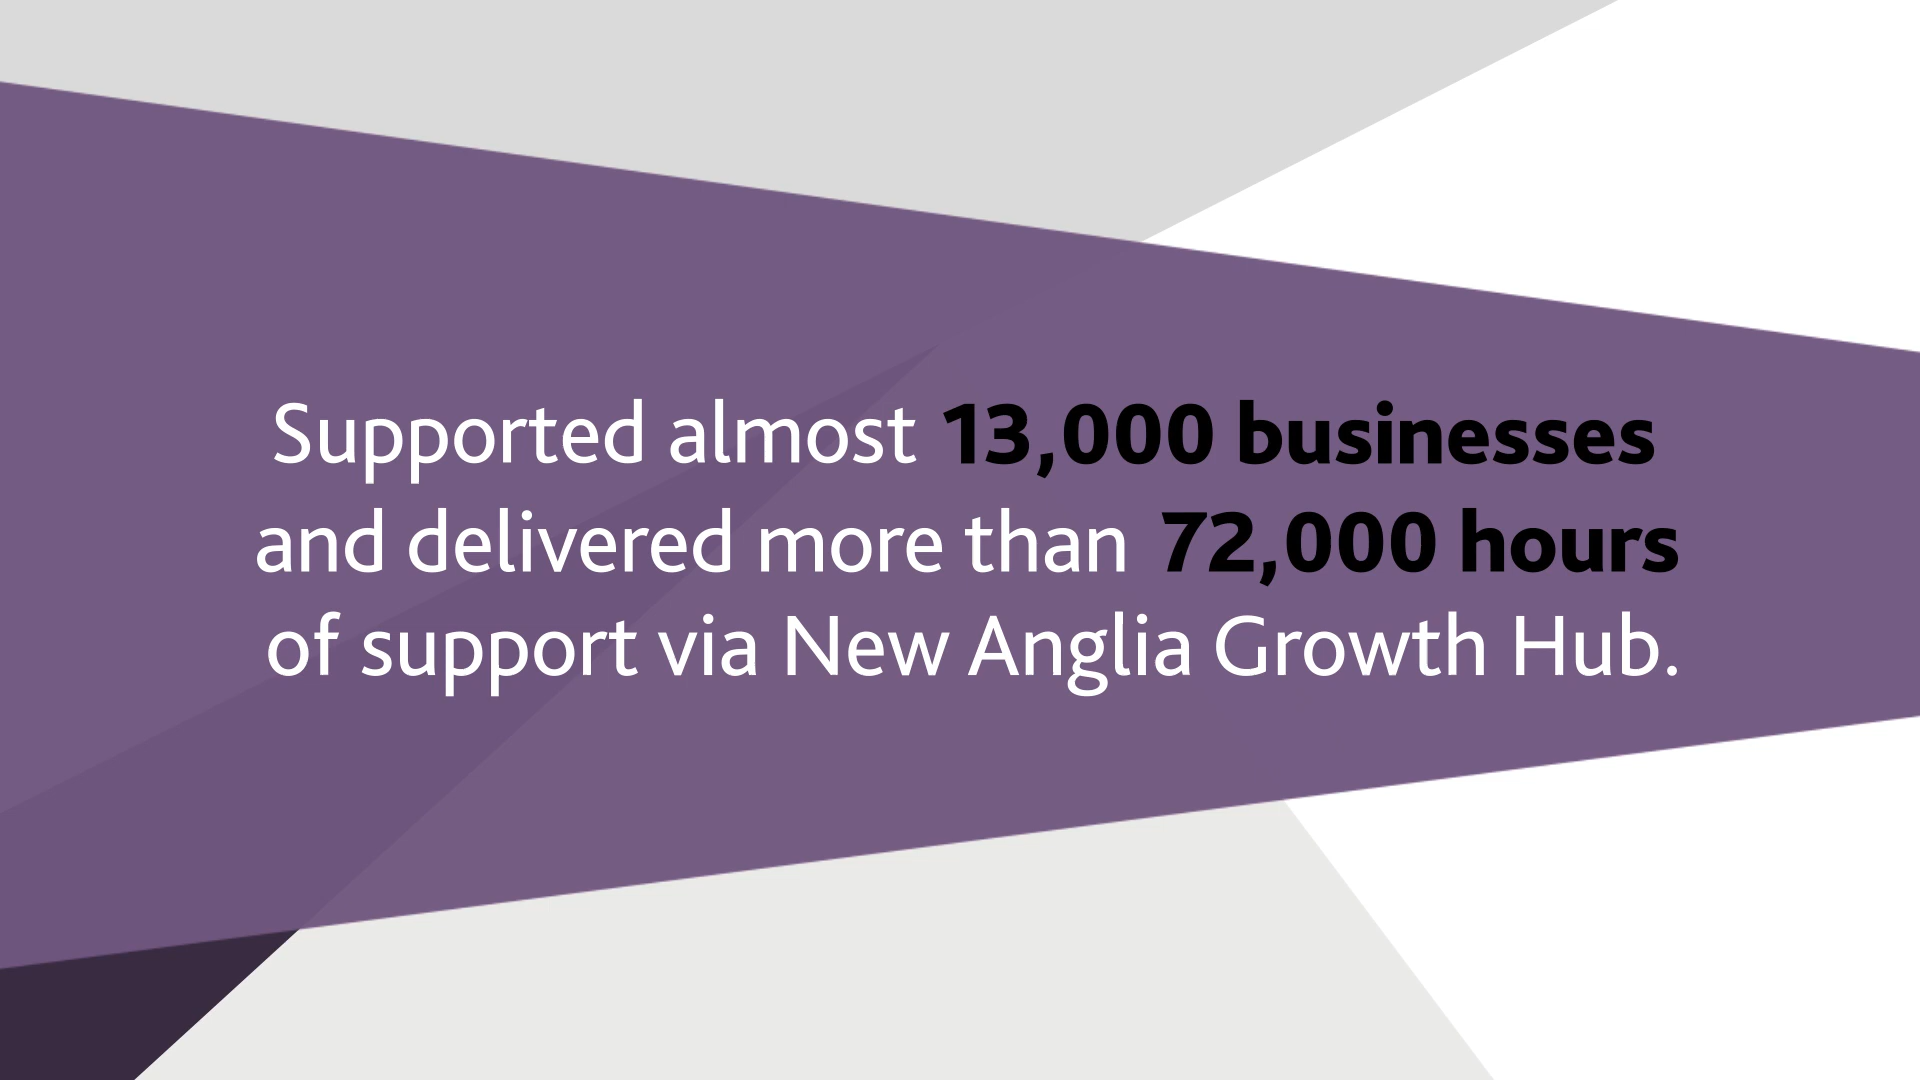 Supported almost 13,000 businesses
and delivered more than 72,000 hours
of support via New Anglia Growth Hub.